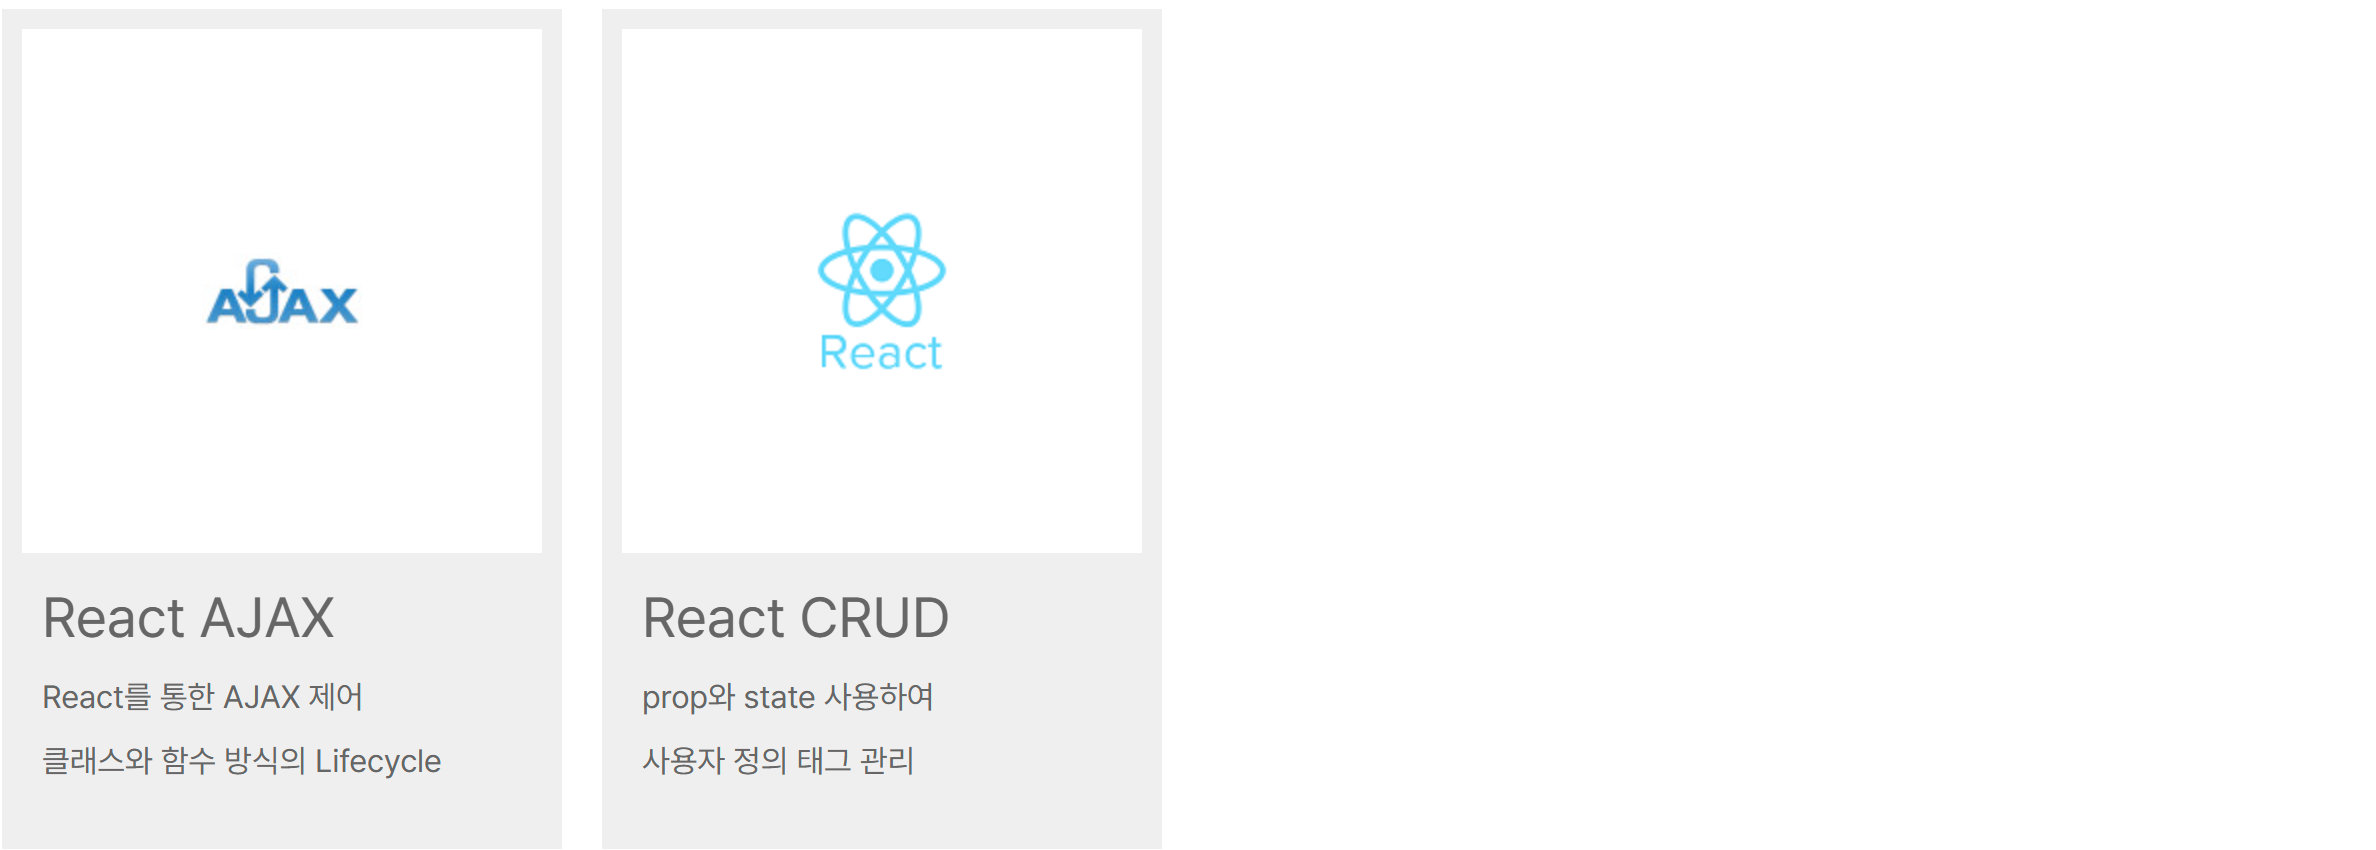 AJAX
React AJAX
React를 통한 AJAX 제어
클래스와 함수 방식의 Lifecycle
React
React CRUD
prop와 state 사용하여
사용자 정의 태그 관리